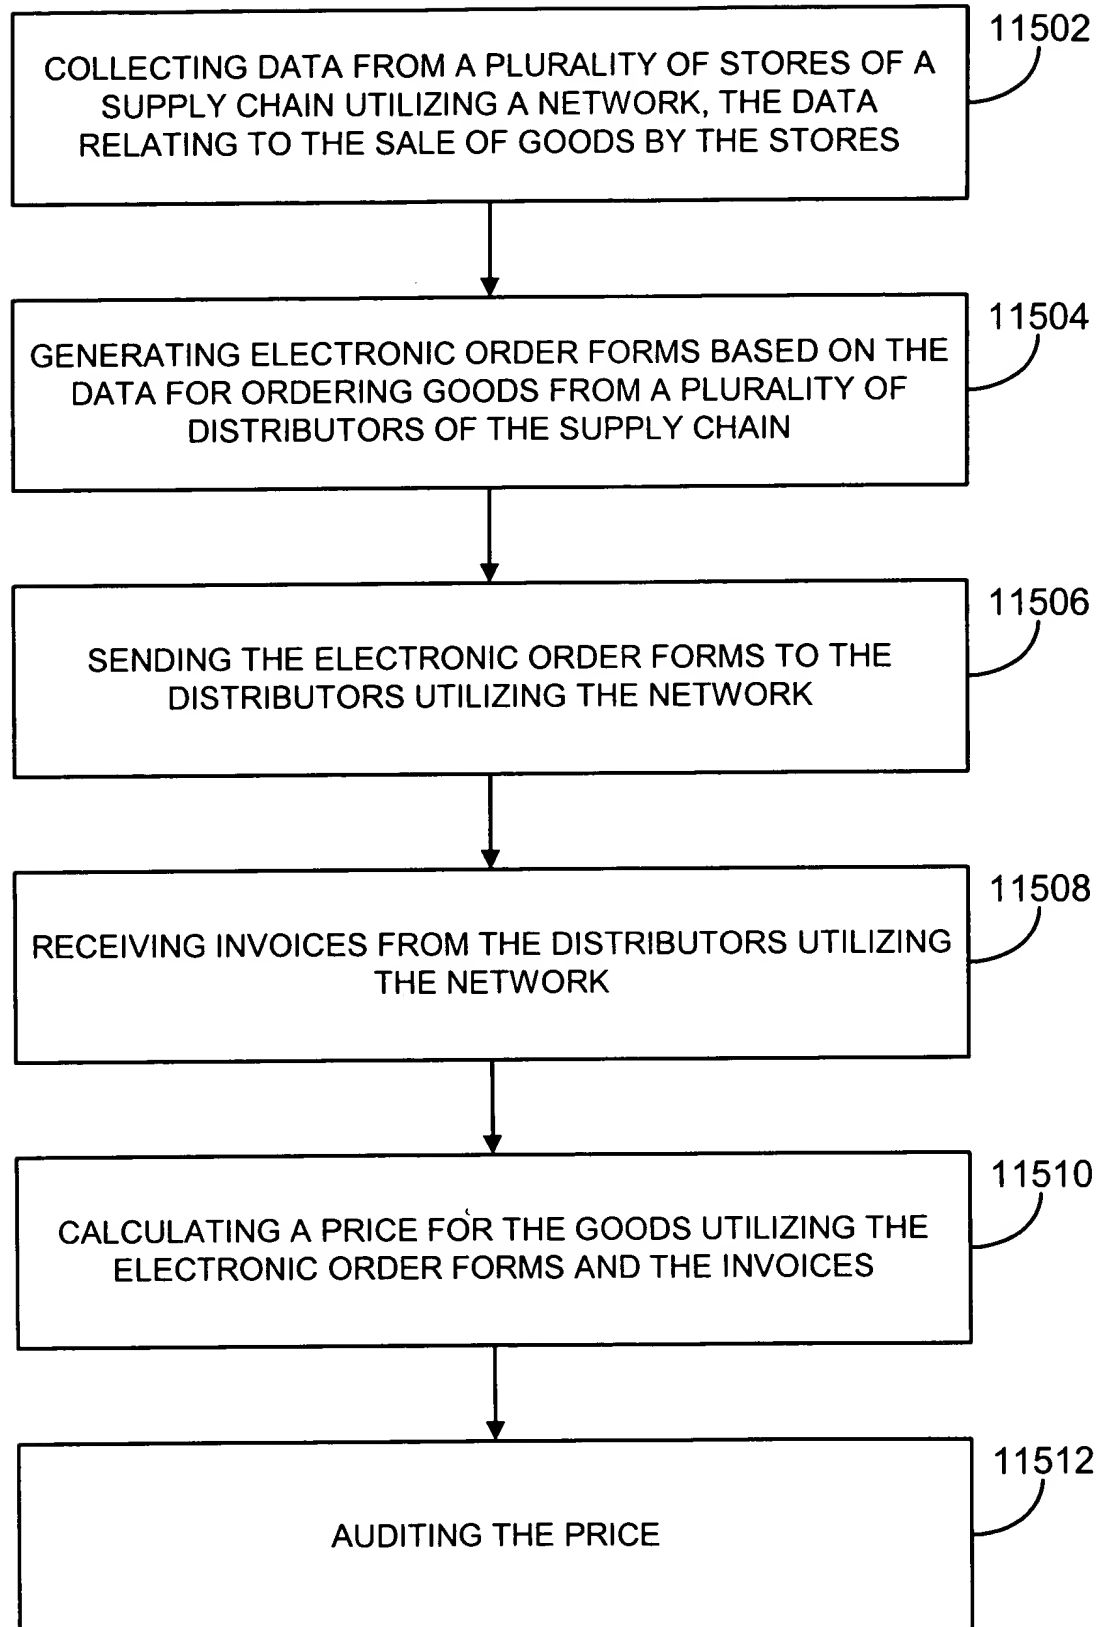 11502
COLLECTING DATA FROM A PLURALITY OF STORES OF A
SUPPLY CHAIN UTILIZING A NETWORK, THE DATA
RELATING TO THE SALE OF GOODS BY THE STORES
11504
GENERATING ELECTRONIC ORDER FORMS BASED ON THE
DATA FOR ORDERING GOODS FROM A PLURALITY OF
DISTRIBUTORS OF THE SUPPLY CHAIN
11506
SENDING THE ELECTRONIC ORDER FORMS TO THE
DISTRIBUTORS UTILIZING THE NETWORK
11508
RECEIVING INVOICES FROM THE DISTRIBUTORS UTILIZING
THE NETWORK
11510
CALCULATING A PRICE FOR THE GOODS UTILIZING THE
ELECTRONIC ORDER FORMS AND THE INVOICES
11512
AUDITING THE PRICE